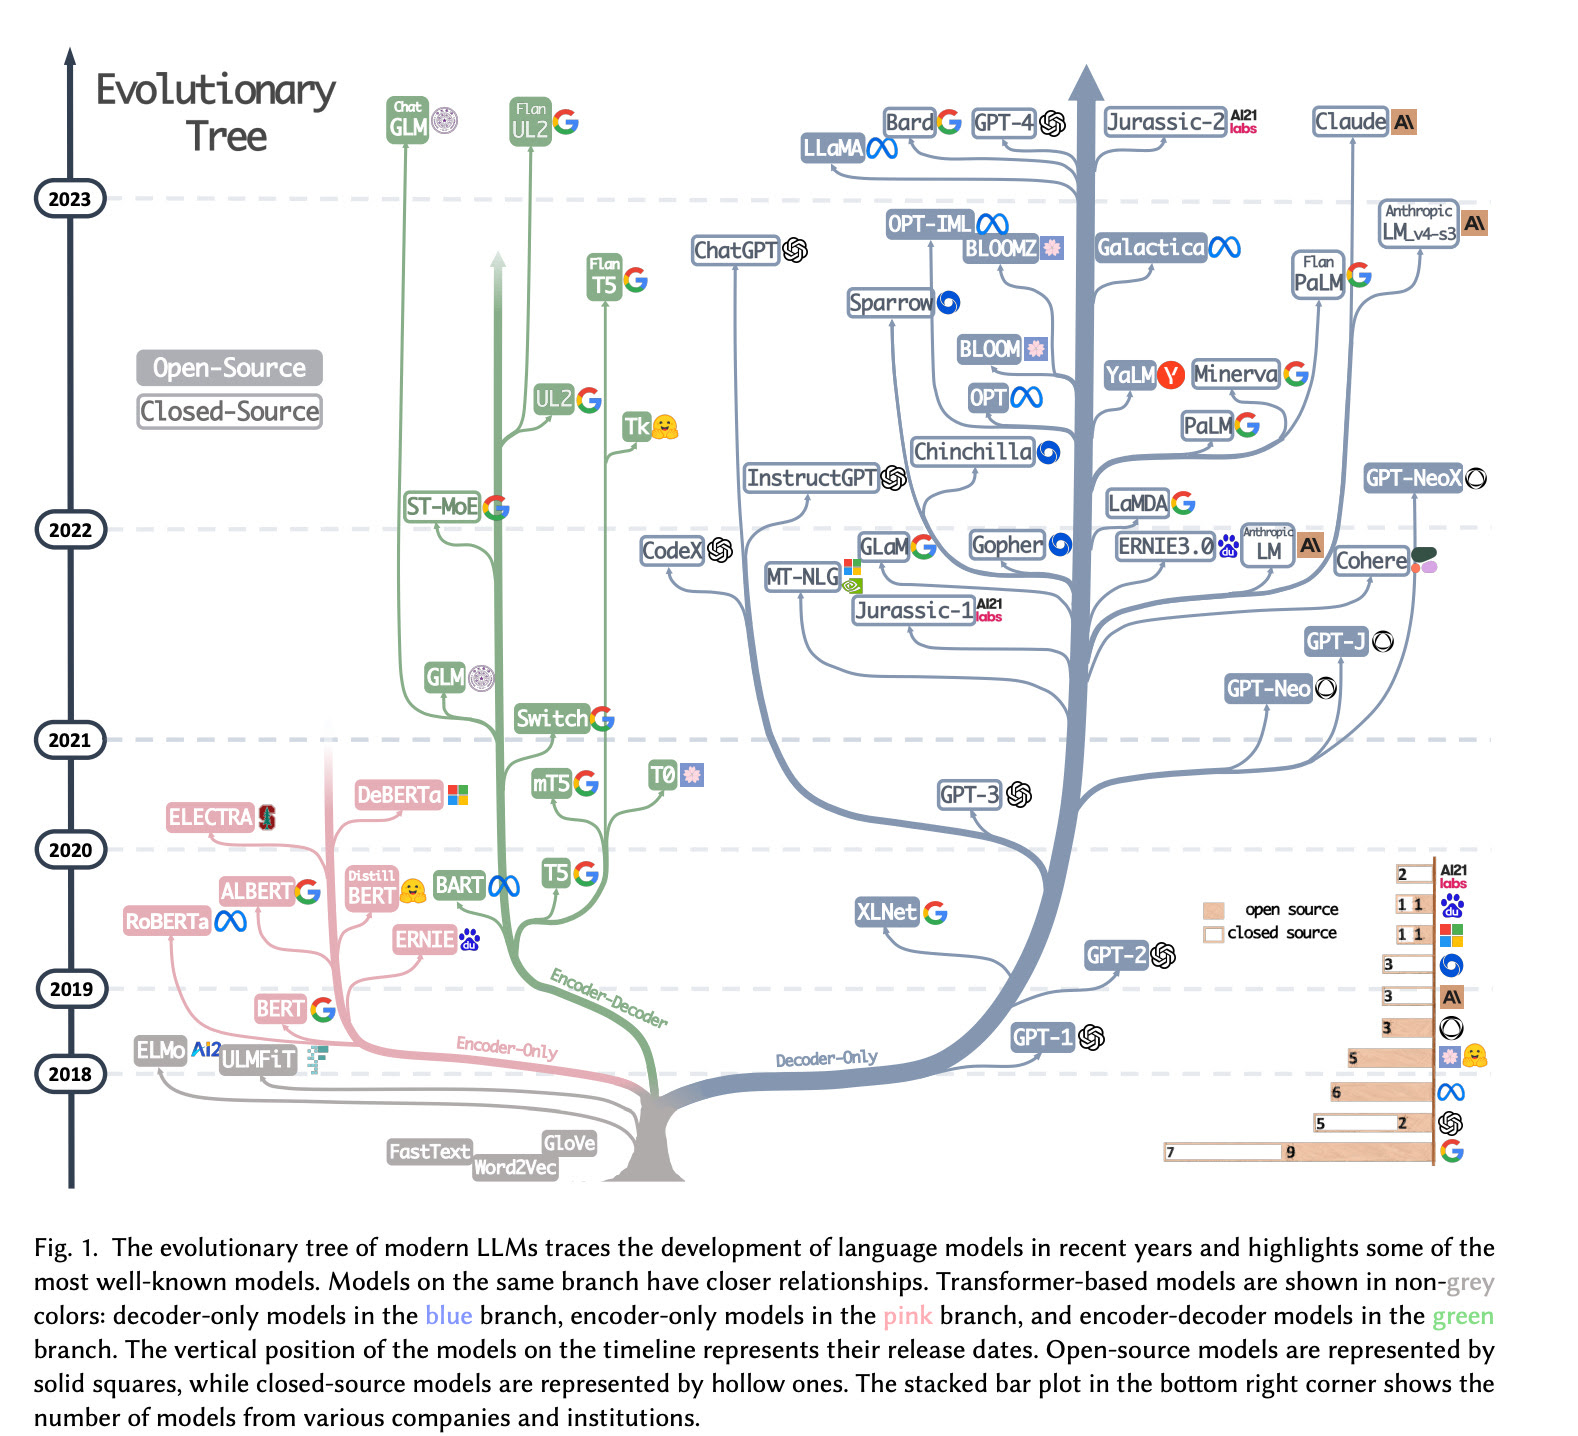 Evolutionary
Tree
Chat
GLM
Flan
UL2
Bard
GPT-4
Jurassic-2
AI21
labs
Claude
A\
LLaMA
2023
OPT-IML
Anthropic
LM_v4-s3
A\
ChatGPT
BLOOMZ
Galactica
Flan
T5
Flan
PaLM
Sparrow
Open-Source
BLOOM
YaLM
Y
Minerva
Closed-Source
UL2
OPT
Tk
PaLM
Chinchilla
InstructGPT
GPT-NeoX
ST-MoE
LaMDA
2022
CodeX
GLaM
Gopher
ERNIE3.0
du
Anthropic
LM
A\
Cohere
MT-NLG
Jurassic-1
AI21
labs
GPT-J
GLM
GPT-Neo
Switch
2021
mT5
T0
DeBERTa
GPT-3
ELECTRA
2020
T5
2
AI21
labs
ALBERT
Distill
BERT
BART
1 1
du
open source
RoBERTa
XLNet
closed source
1 1
ERNIE
du
GPT-2
3
2019
Encoder-Decoder
3
A\
BERT
3
GPT-1
ELMo
Ai2
ULMFiT
Encoder-Only
Decoder-Only
5
2018
6
5 2
FastText
GloVe
Word2Vec
7 9
Fig. 1. The evolutionary tree of modern LLMs traces the development of language models in recent years and highlights some of the
most well-known models. Models on the same branch have closer relationships. Transformer-based models are shown in non-grey
colors: decoder-only models in the blue branch, encoder-only models in the pink branch, and encoder-decoder models in the green
branch. The vertical position of the models on the timeline represents their release dates. Open-source models are represented by
solid squares, while closed-source models are represented by hollow ones. The stacked bar plot in the bottom right corner shows the
number of models from various companies and institutions.